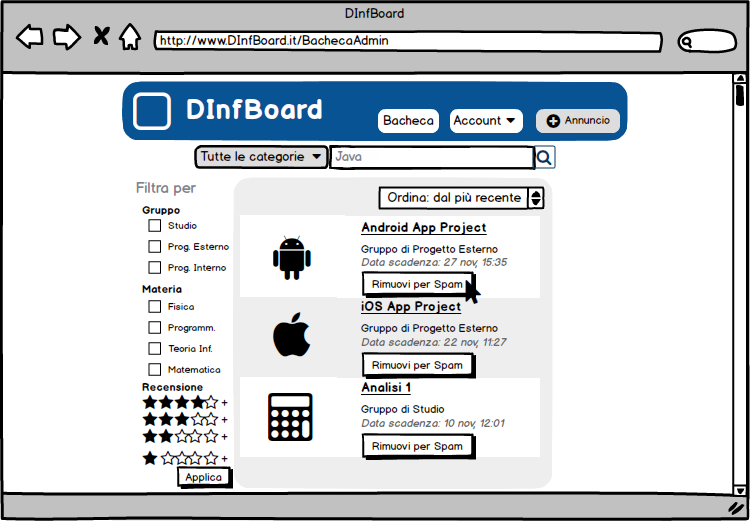 DInfBoard
http://www.DInfBoard.it/BachecaAdmin
DInfBoard
Bacheca
Account
Annuncio
Tutte le categorie
Java
Filtra per
Gruppo
Studio
Prog. Esterno
Prog. Interno
Materia
Fisica
Programm.
Teoria Inf.
Matematica
Recensione
+
+
+
+
Applica
Ordina: dal più recente
Android App Project
Gruppo di Progetto Esterno
Data scadenza: 27 nov, 15:35
Rimuovi per Spam
iOS App Project
Gruppo di Progetto Esterno
Data scadenza: 22 nov, 11:27
Rimuovi per Spam
Analisi 1
Gruppo di Studio
Data scadenza: 10 nov, 12:01
Rimuovi per Spam